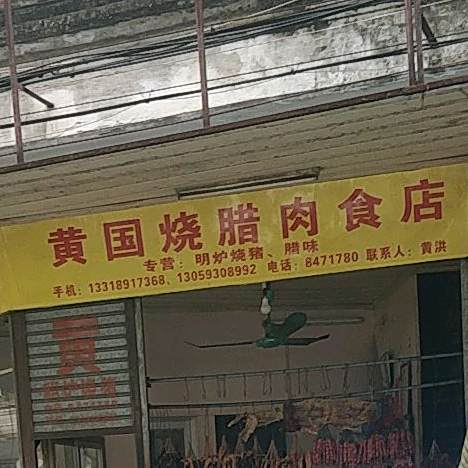 黄国烧腊肉食店
专营：明炉烧猪、腊味
手机：13318917368、13059308992 电话：8471780 联系人：黄洪
黄